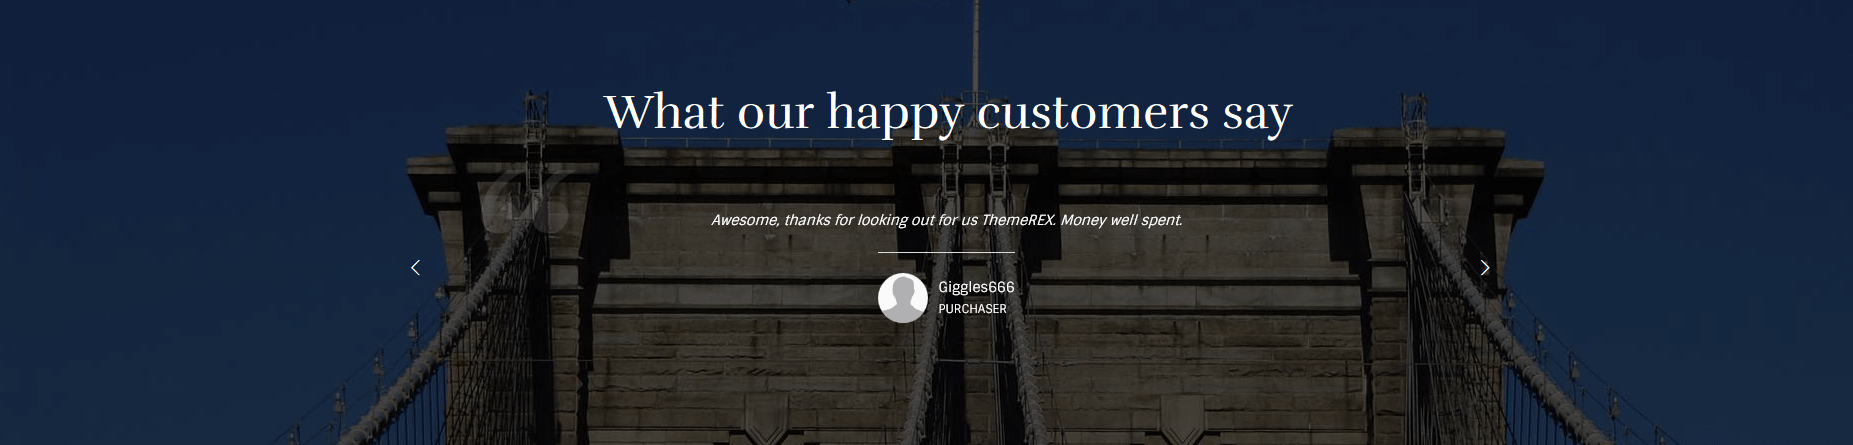 What our happy customers say
Awesome, thanks for looking out for us ThemeREX. Money well spent.
Giggles666
PURCHASER